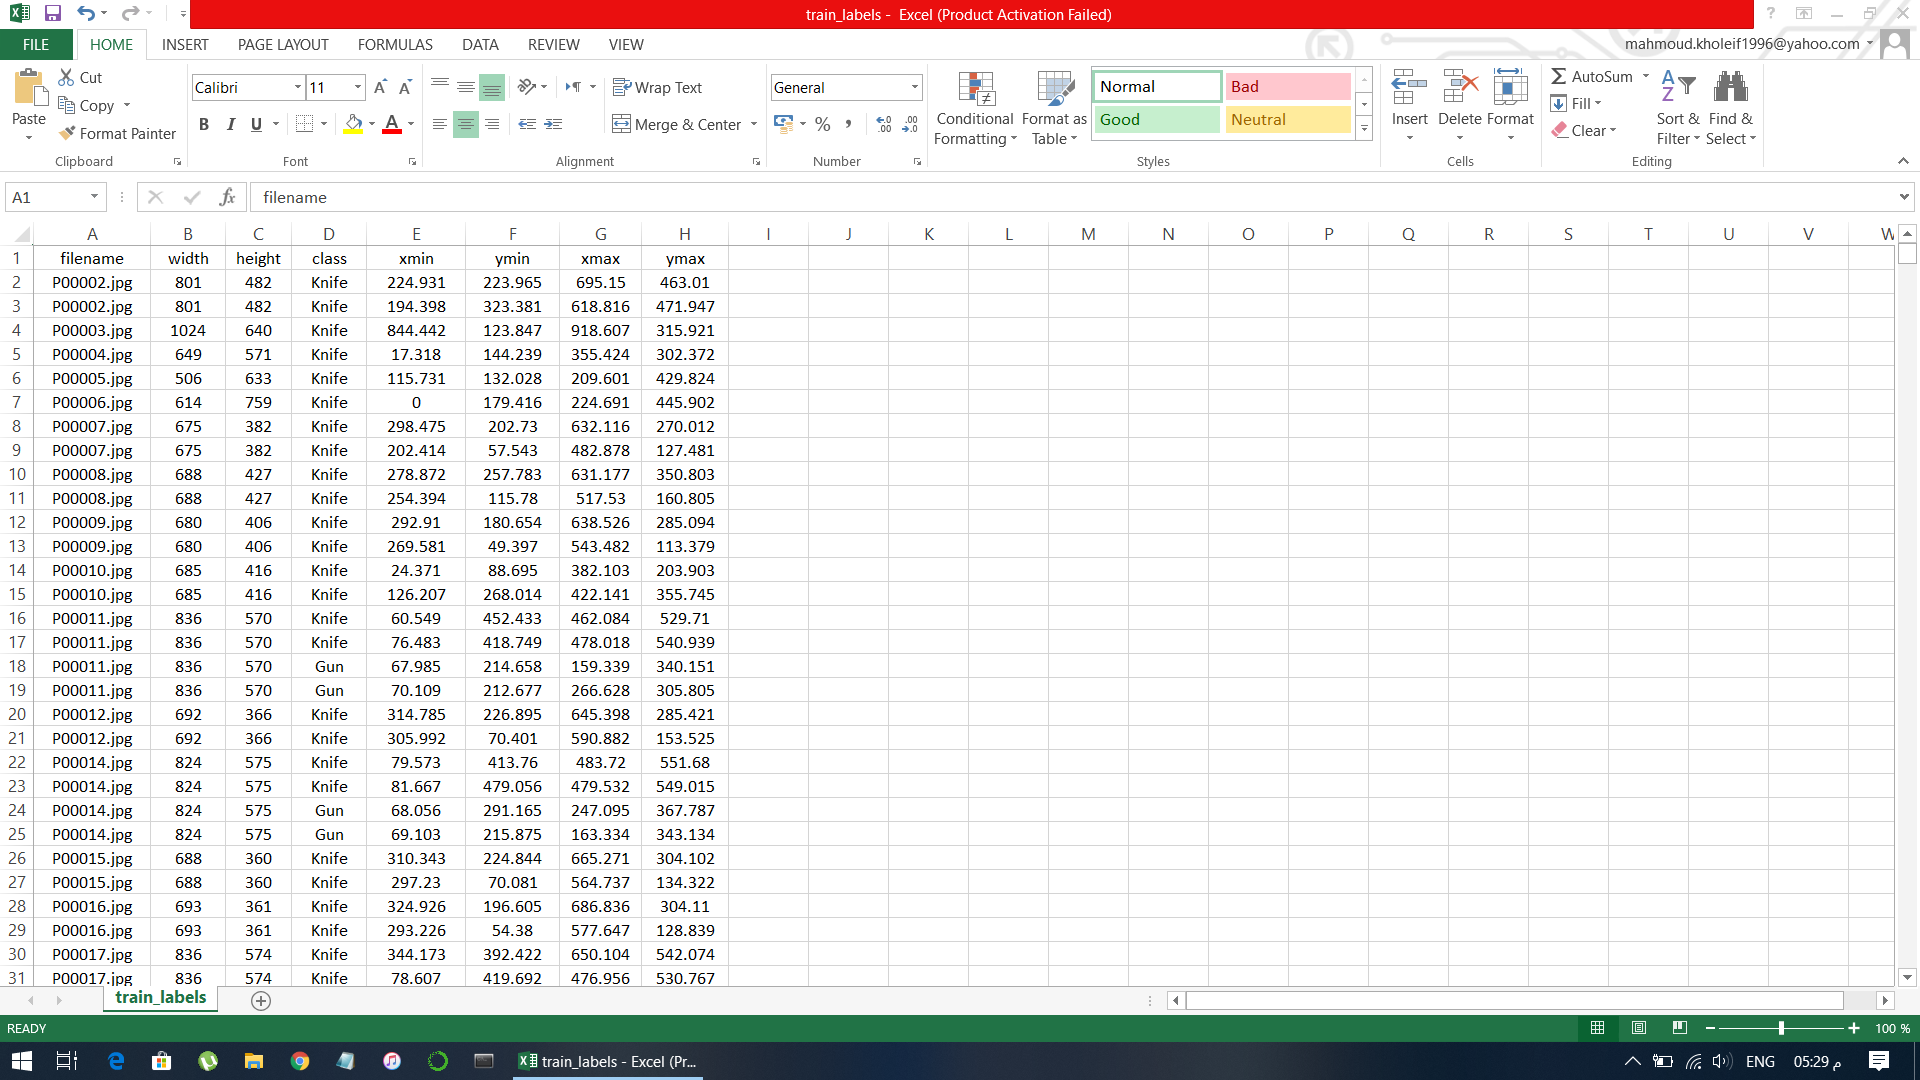 train_labels - Excel (Product Activation Failed)
FILE HOME INSERT PAGE LAYOUT FORMULAS DATA REVIEW VIEW
mahmoud.kholeif1996@yahoo.com
Paste
Cut
Copy
Format Painter
Clipboard
Calibri 11
B I U
Font
Wrap Text
Merge & Center
Alignment
General
Number
Conditional Formatting
Format as Table
Normal Bad
Good Neutral
Styles
Insert Delete Format
Cells
AutoSum
Fill
Clear
Sort & Filter
Find & Select
Editing
A1 fx filename
A B C D E F G H I J K L M N O P Q R S T U V W
1 filename width height class xmin ymin xmax ymax
2 P00002.jpg 801 482 Knife 224.931 223.965 695.15 463.01
3 P00002.jpg 801 482 Knife 194.398 323.381 618.816 471.947
4 P00003.jpg 1024 640 Knife 844.442 123.847 918.607 315.921
5 P00004.jpg 649 571 Knife 17.318 144.239 355.424 302.372
6 P00005.jpg 506 633 Knife 115.731 132.028 209.601 429.824
7 P00006.jpg 614 759 Knife 0 179.416 224.691 445.902
8 P00007.jpg 675 382 Knife 298.475 202.73 632.116 270.012
9 P00007.jpg 675 382 Knife 202.414 57.543 482.878 127.481
10 P00008.jpg 688 427 Knife 278.872 257.783 631.177 350.803
11 P00008.jpg 688 427 Knife 254.394 115.78 517.53 160.805
12 P00009.jpg 680 406 Knife 292.91 180.654 638.526 285.094
13 P00009.jpg 680 406 Knife 269.581 49.397 543.482 113.379
14 P00010.jpg 685 416 Knife 24.371 88.695 382.103 203.903
15 P00010.jpg 685 416 Knife 126.207 268.014 422.141 355.745
16 P00011.jpg 836 570 Knife 60.549 452.433 462.084 529.71
17 P00011.jpg 836 570 Knife 76.483 418.749 478.018 540.939
18 P00011.jpg 836 570 Gun 67.985 214.658 159.339 340.151
19 P00011.jpg 836 570 Gun 70.109 212.677 266.628 305.805
20 P00012.jpg 692 366 Knife 314.785 226.895 645.398 285.421
21 P00012.jpg 692 366 Knife 305.992 70.401 590.882 153.525
22 P00014.jpg 824 575 Knife 79.573 413.76 483.72 551.68
23 P00014.jpg 824 575 Knife 81.667 479.056 479.532 549.015
24 P00014.jpg 824 575 Gun 68.056 291.165 247.095 367.787
25 P00014.jpg 824 575 Gun 69.103 215.875 163.334 343.134
26 P00015.jpg 688 360 Knife 310.343 224.844 665.271 304.102
27 P00015.jpg 688 360 Knife 297.23 70.081 564.737 134.322
28 P00016.jpg 693 361 Knife 324.926 196.605 686.836 304.11
29 P00016.jpg 693 361 Knife 293.226 54.38 577.647 128.839
30 P00017.jpg 836 574 Knife 344.173 392.422 650.104 542.074
31 P00017.jpg 836 574 Knife 78.607 419.692 476.956 530.767
train_labels
READY
100 %
train_labels - Excel (Pr...
ENG 05:29 م